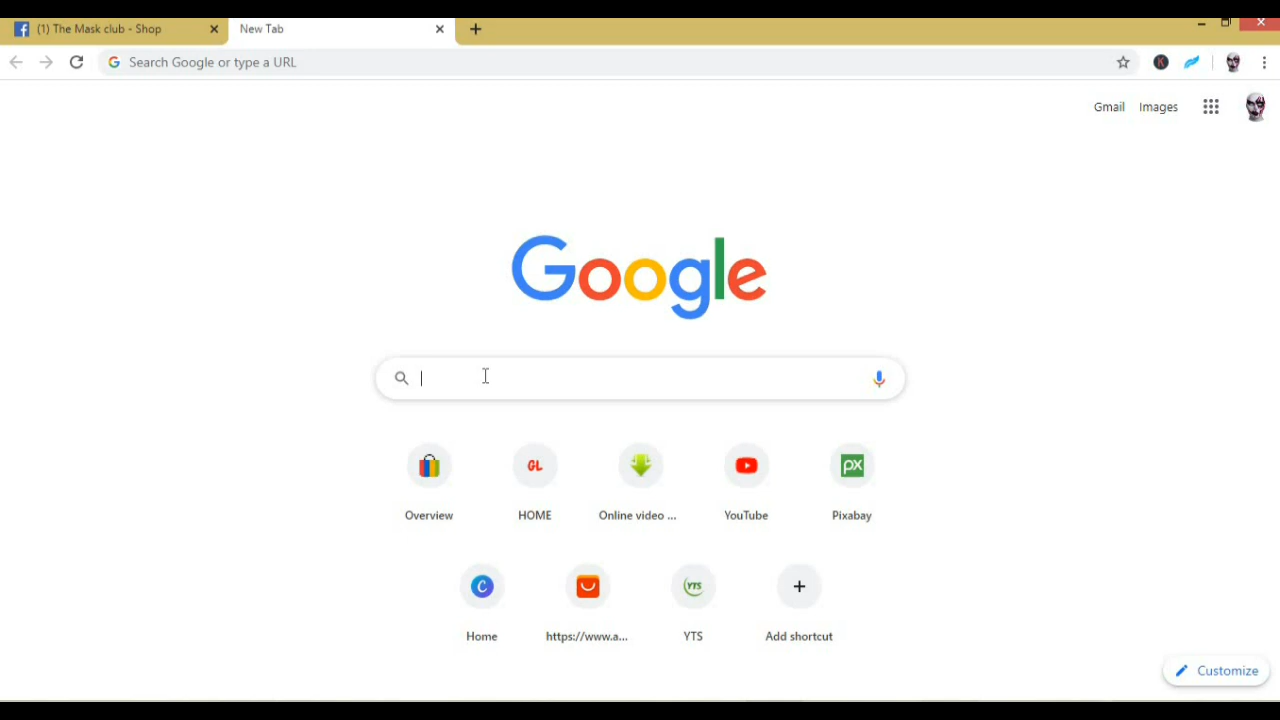 (1) The Mask club - Shop
New Tab
Search Google or type a URL
K
Gmail Images
Google
GL
px
Overview HOME Online video ... YouTube Pixabay
C
YTS
Home https://www.a... YTS Add shortcut
Customize